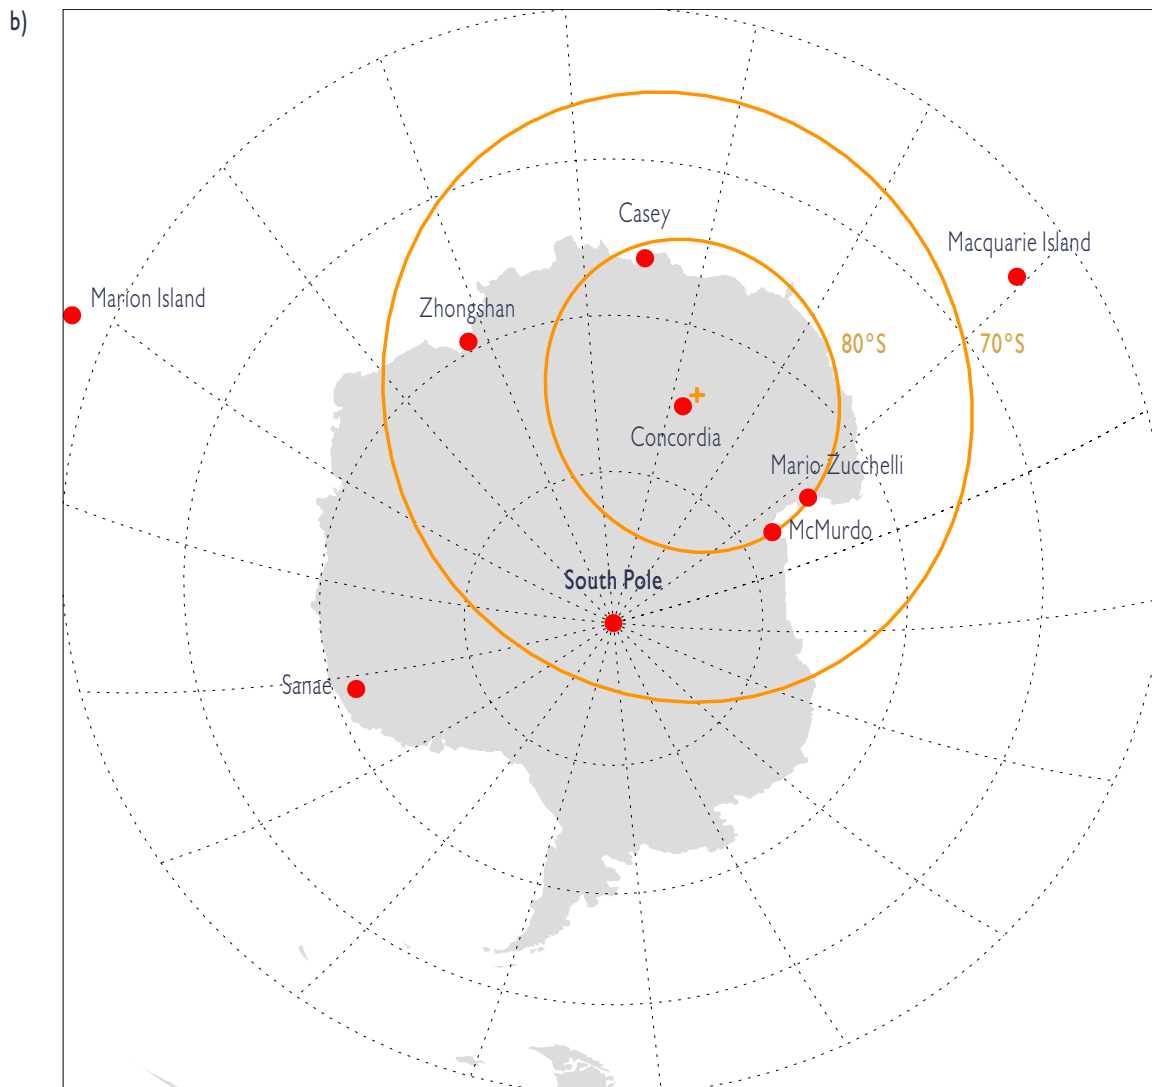 b)
Casey
Macquarie Island
Marion Island
Zhongshan
80°S
70°S
Concordia
Mario Zucchelli
McMurdo
South Pole
Sanae